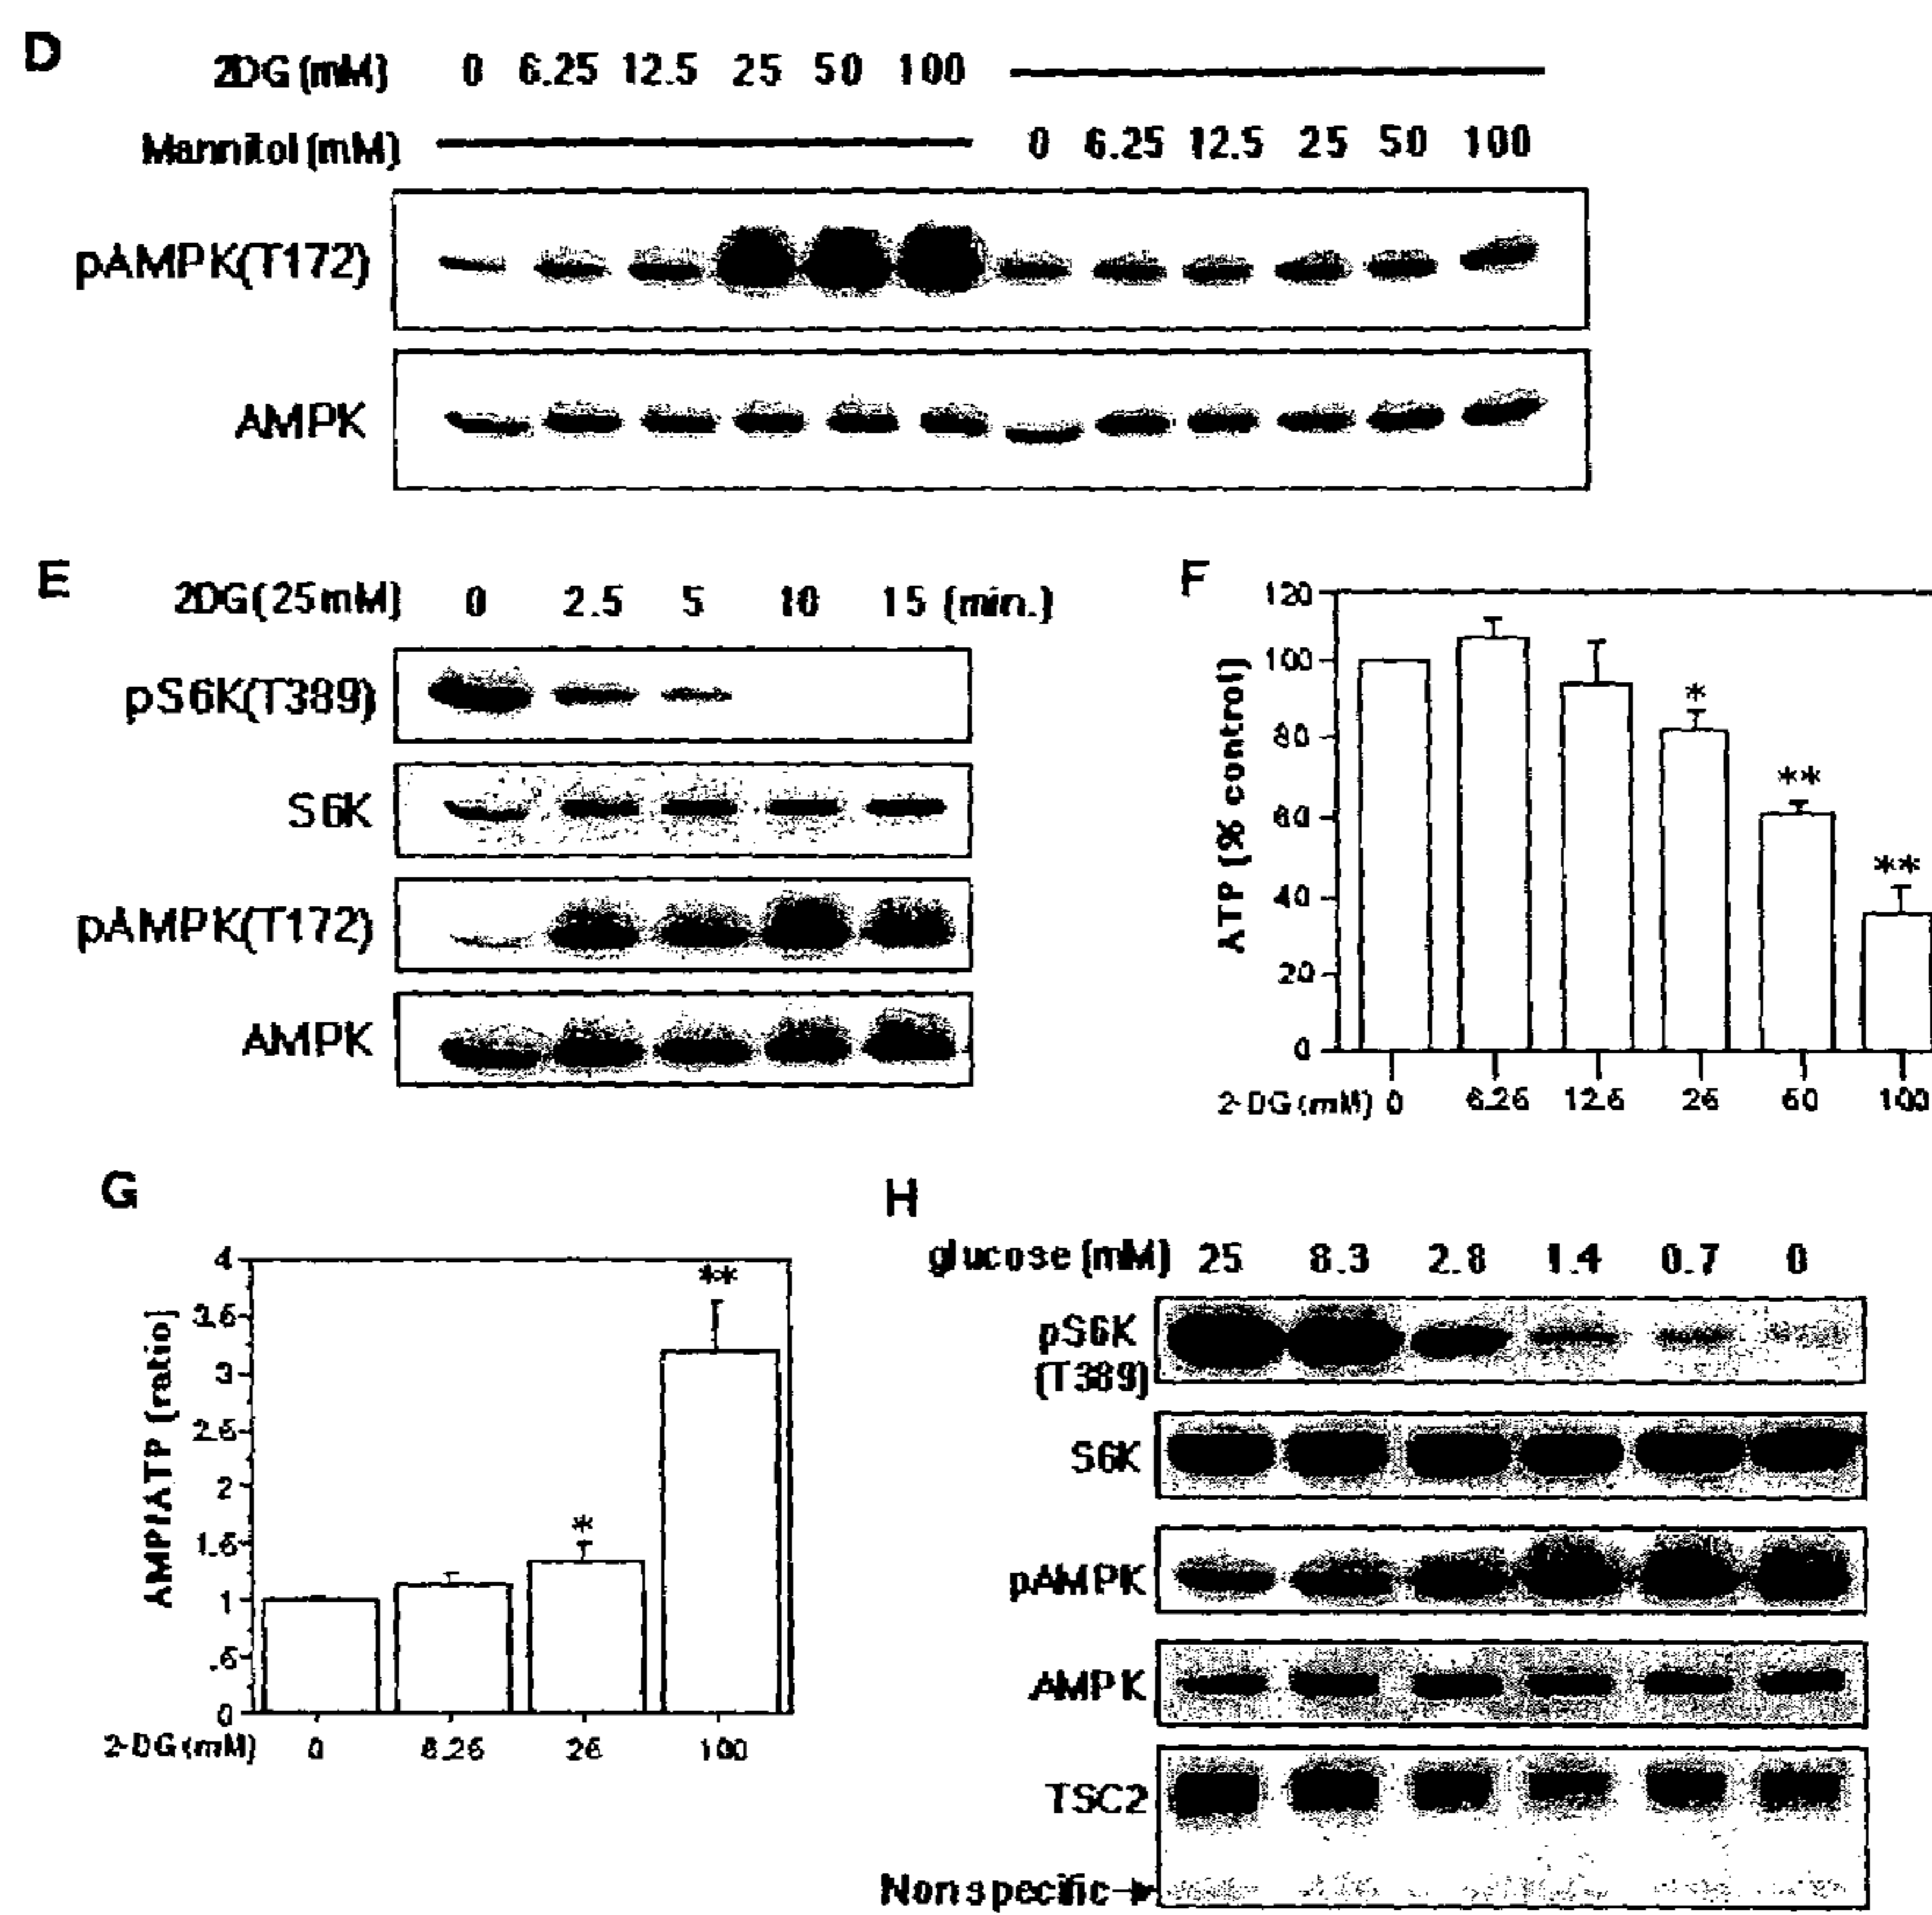 D
2DG (mM) 0 6.25 12.5 25 50 100
Mannitol (mM) 0 6.25 12.5 25 50 100
pAMPK(T172)
AMPK
E
2DG(25mM) 0 2.5 5 10 15 (min.)
pS6K(T389)
S6K
pAMPK(T172)
AMPK
F
120
100
80
60
40
20
0
ATP (% control)
*
**
**
2-DG(mM) 0 6.25 12.5 25 50 100
G
4
3.5
3
2.5
2
1.5
1
.5
0
AMP/ATP (ratio)
*
**
2-DG(mM) 0 6.25 25 100
H
glucose (mM) 25 8.3 2.8 1.4 0.7 0
pS6K
(T389)
S6K
pAMPK
AMPK
TSC2
Nonspecific